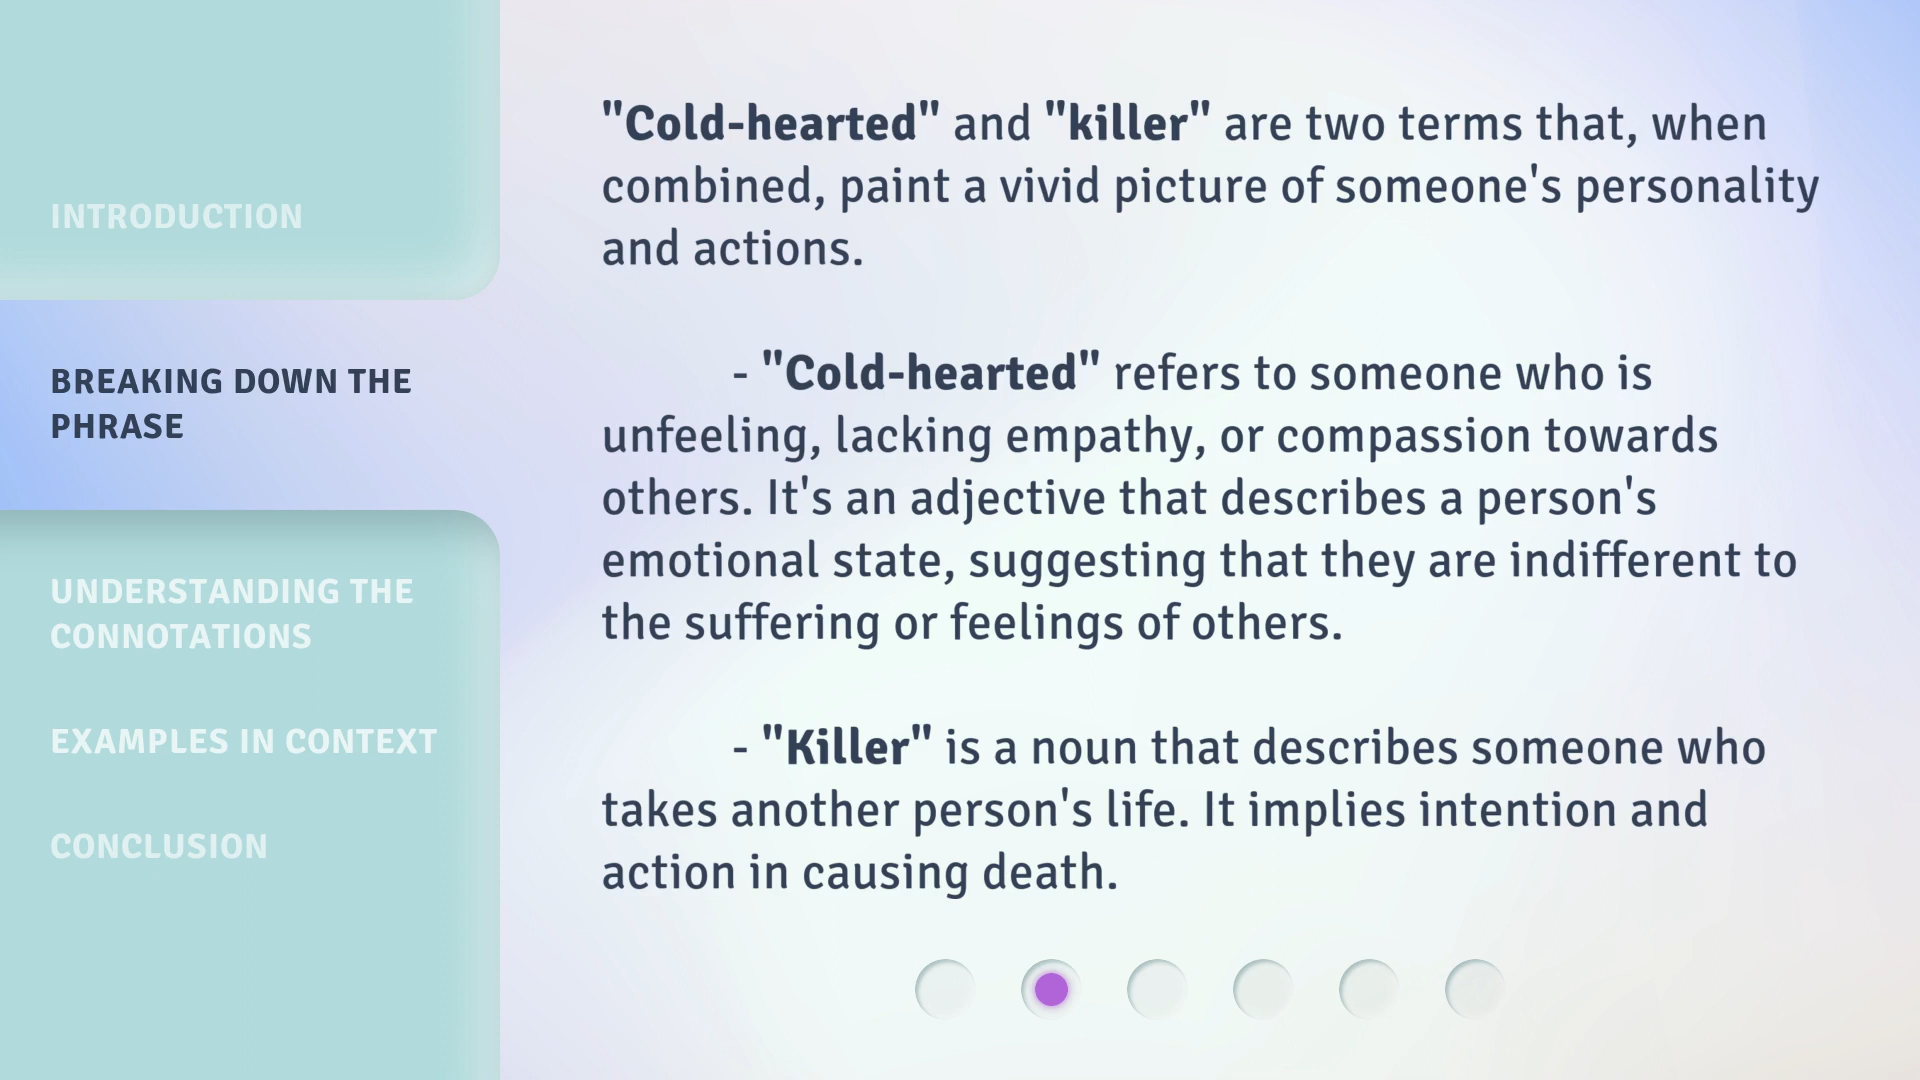 INTRODUCTION
BREAKING DOWN THE
PHRASE
UNDERSTANDING THE
CONNOTATIONS
EXAMPLES IN CONTEXT
CONCLUSION
"Cold-hearted" and "killer" are two terms that, when
combined, paint a vivid picture of someone's personality
and actions.
- "Cold-hearted" refers to someone who is
unfeeling, lacking empathy, or compassion towards
others. It's an adjective that describes a person's
emotional state, suggesting that they are indifferent to
the suffering or feelings of others.
- "Killer" is a noun that describes someone who
takes another person's life. It implies intention and
action in causing death.